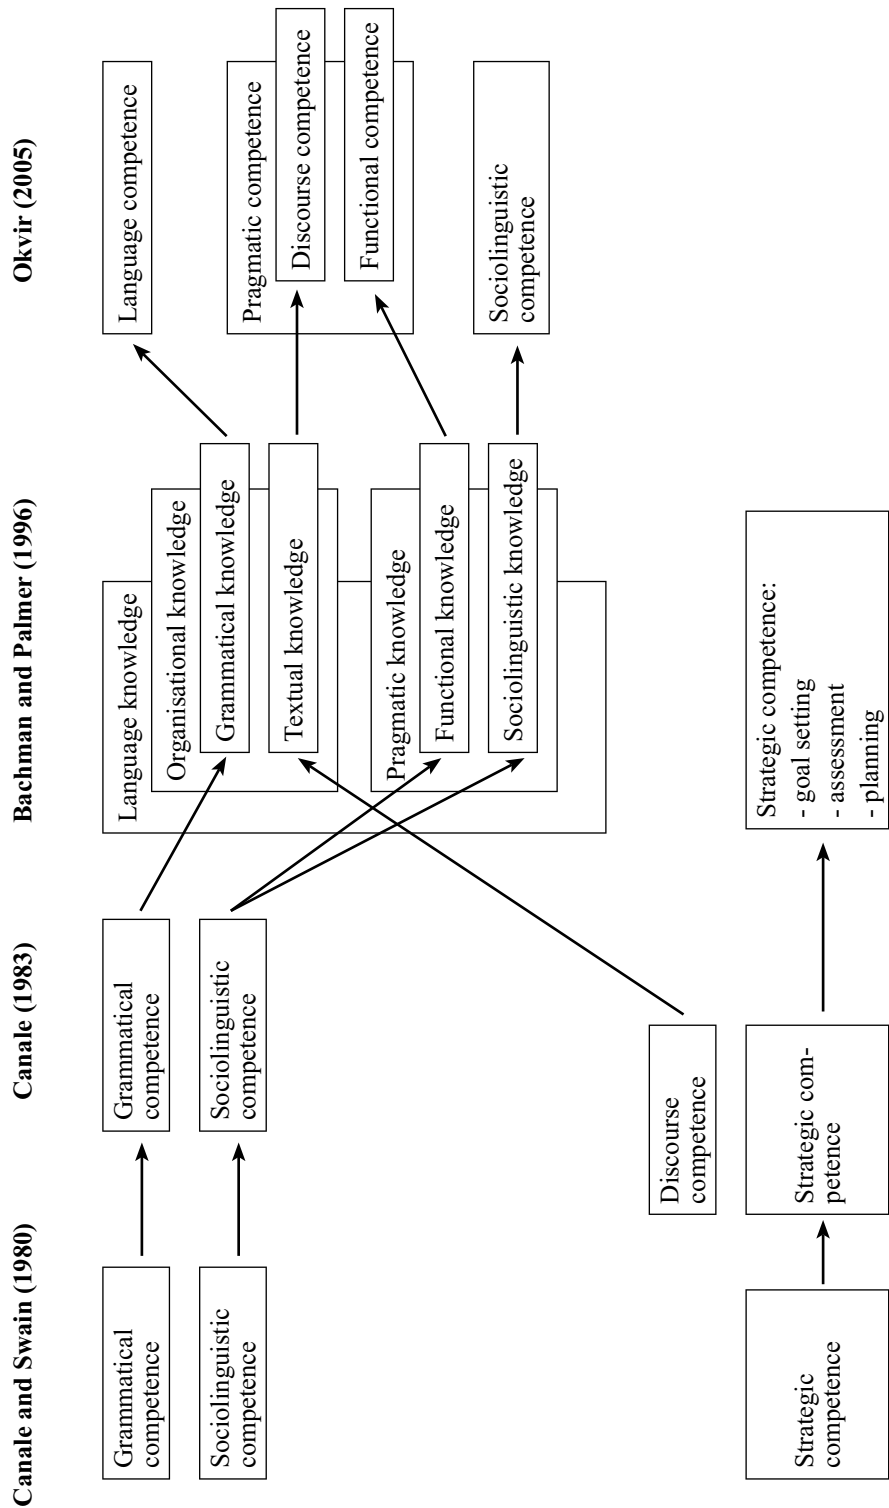 Canale and Swain (1980)
Grammatical
competence
Sociolinguistic
competence
Strategic
competence
Canale (1983)
Grammatical
competence
Sociolinguistic
competence
Discourse
competence
Strategic com-
petence
Bachman and Palmer (1996)
Language knowledge
Organisational knowledge
Grammatical knowledge
Textual knowledge
Pragmatic knowledge
Functional knowledge
Sociolinguistic knowledge
Strategic competence:
- goal setting
- assessment
- planning
Okvir (2005)
Language competence
Pragmatic competence
Discourse competence
Functional competence
Sociolinguistic
competence